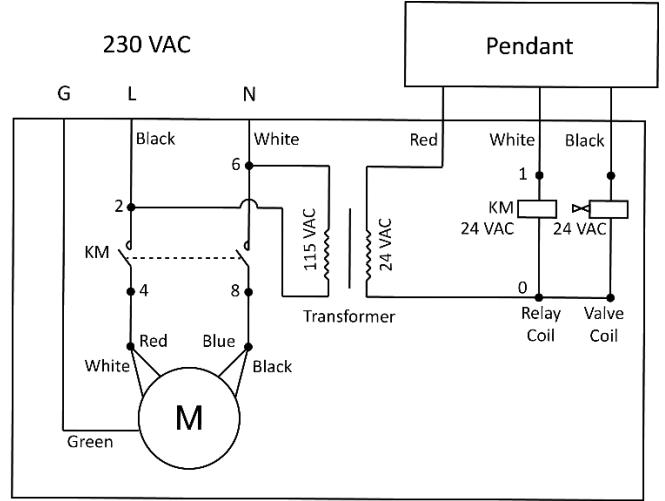 230 VAC
Pendant
G L N
Black
White
Red
White
Black
6
1
2
KM
24 VAC
24 VAC
KM
115 VAC
24 VAC
4
8
0
Transformer
Relay
Coil
Valve
Coil
Red
Blue
White
Black
M
Green